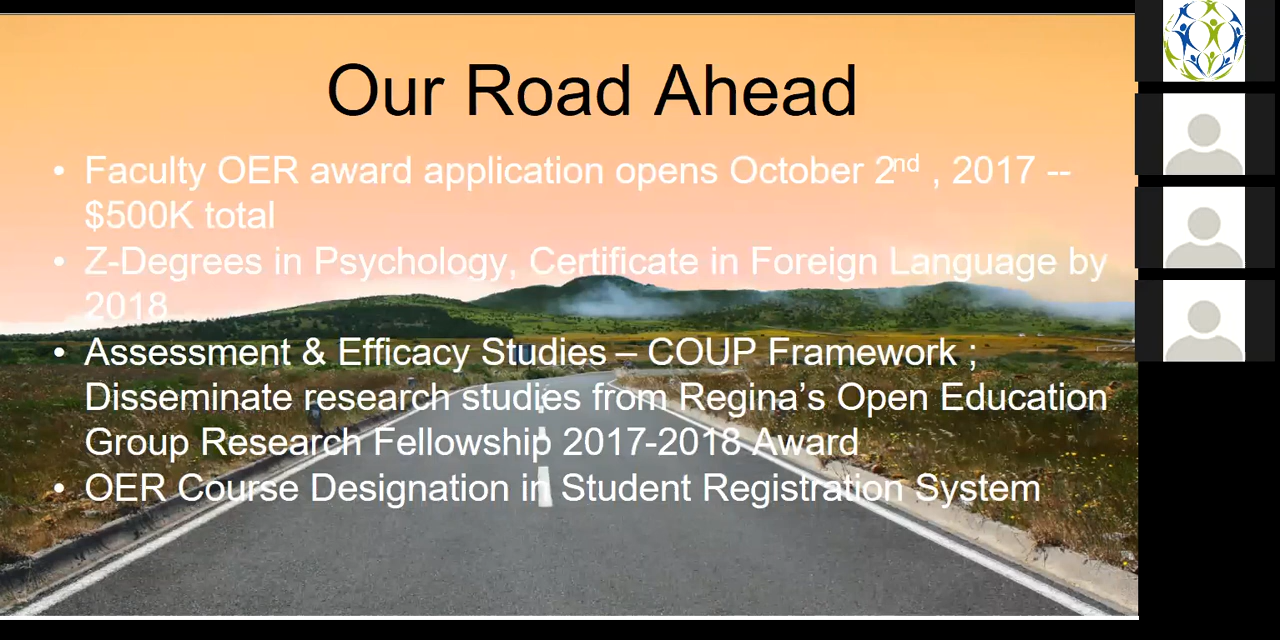 Our Road Ahead
• Faculty OER award application opens October 2nd , 2017 --
$500K total
• Z-Degrees in Psychology, Certificate in Foreign Language by
2018
• Assessment & Efficacy Studies – COUP Framework ;
Disseminate research studies from Regina’s Open Education
Group Research Fellowship 2017-2018 Award
• OER Course Designation in Student Registration System